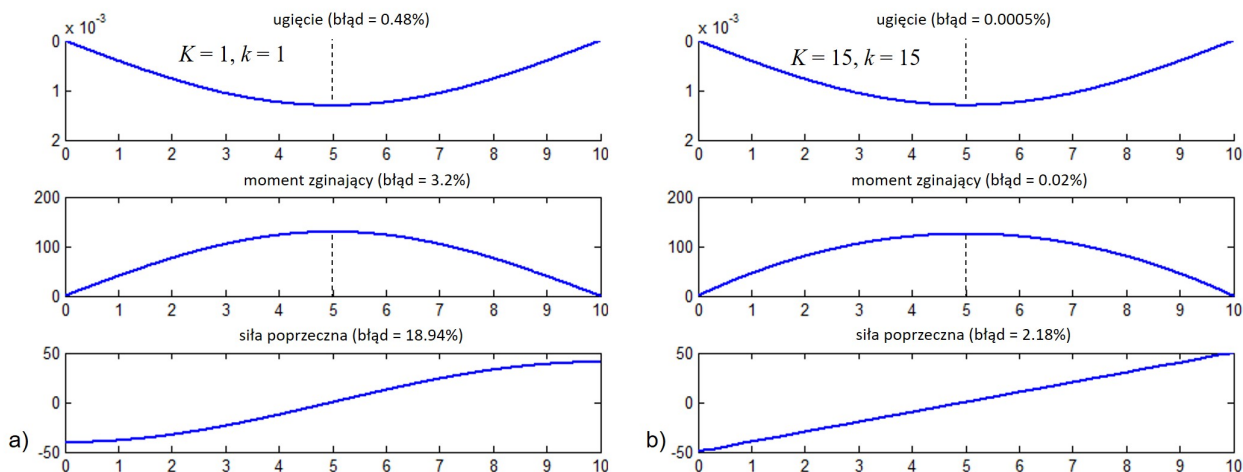 ugięcie (błąd = 0.48%)
x 10⁻³
K = 1, k = 1
0
1
2
0 1 2 3 4 5 6 7 8 9 10
moment zginający (błąd = 3.2%)
200
100
0
0 1 2 3 4 5 6 7 8 9 10
siła poprzeczna (błąd = 18.94%)
50
0
-50
0 1 2 3 4 5 6 7 8 9 10
a)
ugięcie (błąd = 0.0005%)
x 10⁻³
K = 15, k = 15
0
1
2
0 1 2 3 4 5 6 7 8 9 10
moment zginający (błąd = 0.02%)
200
100
0
0 1 2 3 4 5 6 7 8 9 10
siła poprzeczna (błąd = 2.18%)
50
0
-50
0 1 2 3 4 5 6 7 8 9 10
b)